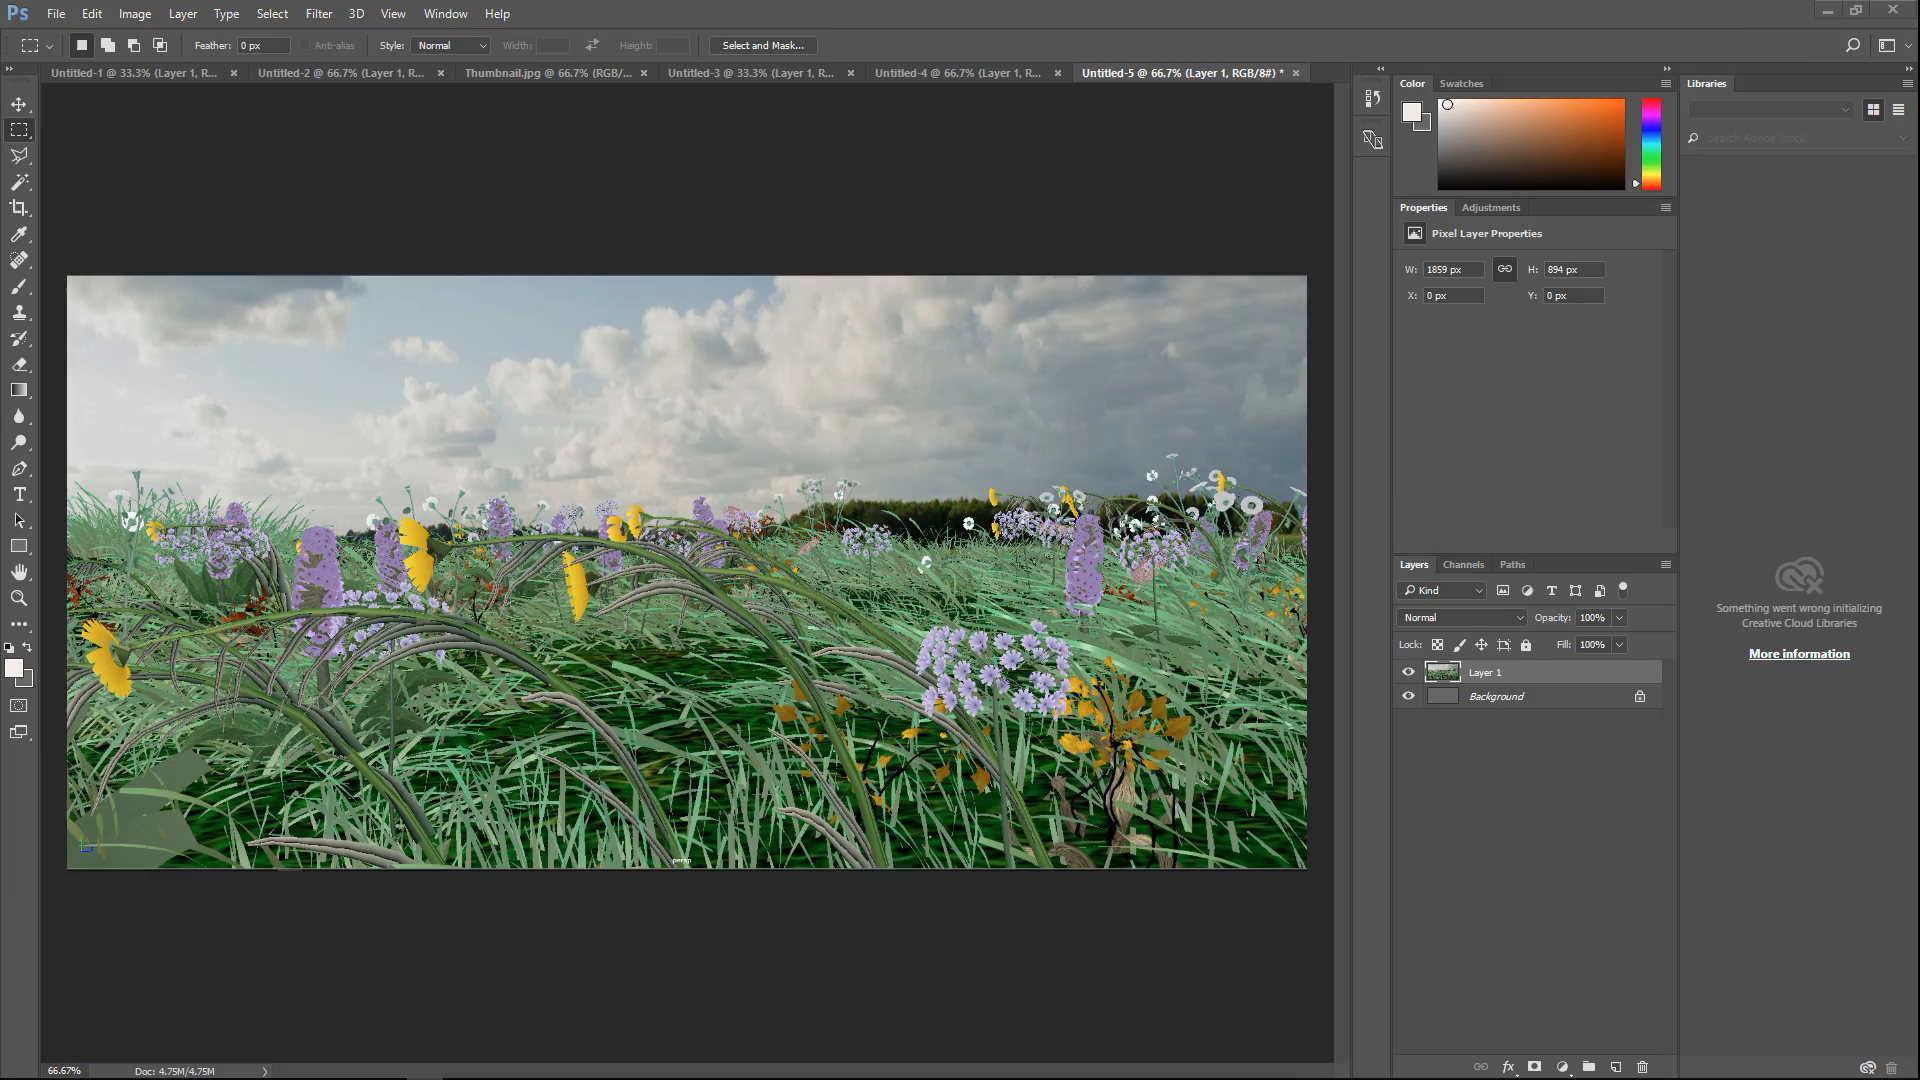 Ps File Edit Image Layer Type Select Filter 3D View Window Help
Feather: 0 px Anti-alias Style: Normal Width: Height: Select and Mask...
Untitled-1 @ 33.3% (Layer 1, R... × Untitled-2 @ 66.7% (Layer 1, R... × Thumbnail.jpg @ 66.7% (RGB/... × Untitled-3 @ 33.3% (Layer 1, R... × Untitled-4 @ 66.7% (Layer 1, R... × Untitled-5 @ 66.7% (Layer 1, RGB/8#) * ×
Color Swatches
Libraries
Search Adobe Stock
Properties Adjustments
Pixel Layer Properties
W: 1859 px H: 894 px
X: 0 px Y: 0 px
Layers Channels Paths
Kind
Normal Opacity: 100%
Lock: Fill: 100%
Layer 1
Background
Something went wrong initializing
Creative Cloud Libraries
More information
persp
66.67% Doc: 4.75M/4.75M
fx